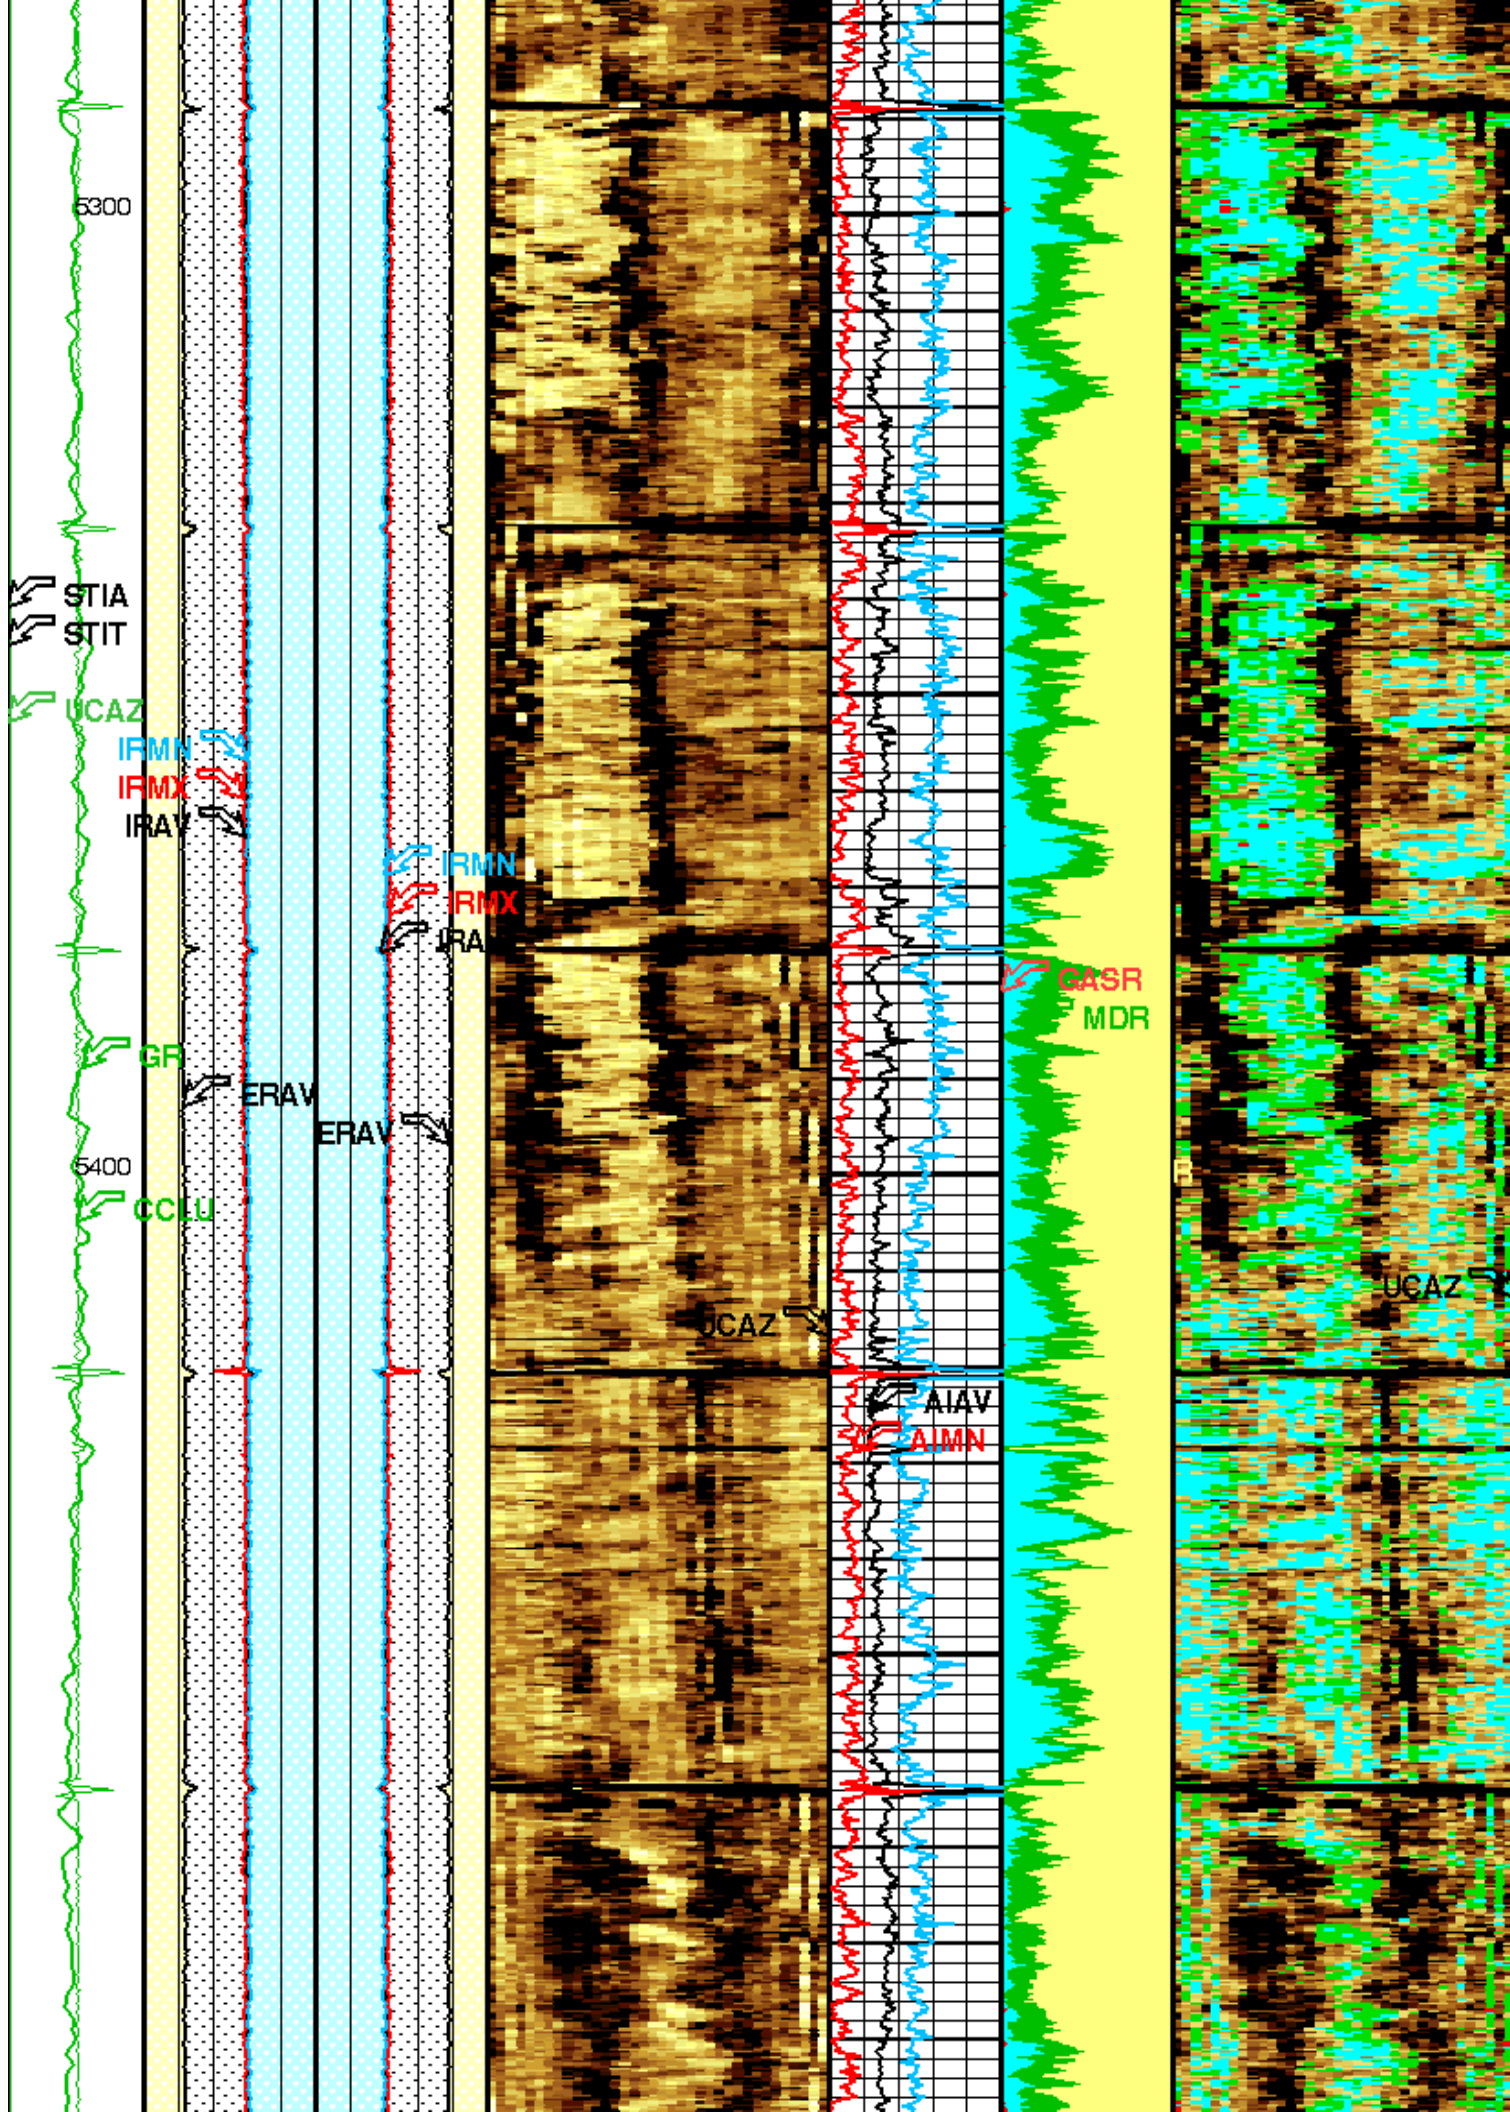 5300
STIA
STIT
UCAZ
IRMN
IRMX
IRAV
IRMN
IRMX
IRA
GASR
MDR
GR
ERAV
ERAV
5400
R
CCLU
UCAZ
UCAZ
AIAV
AIMN